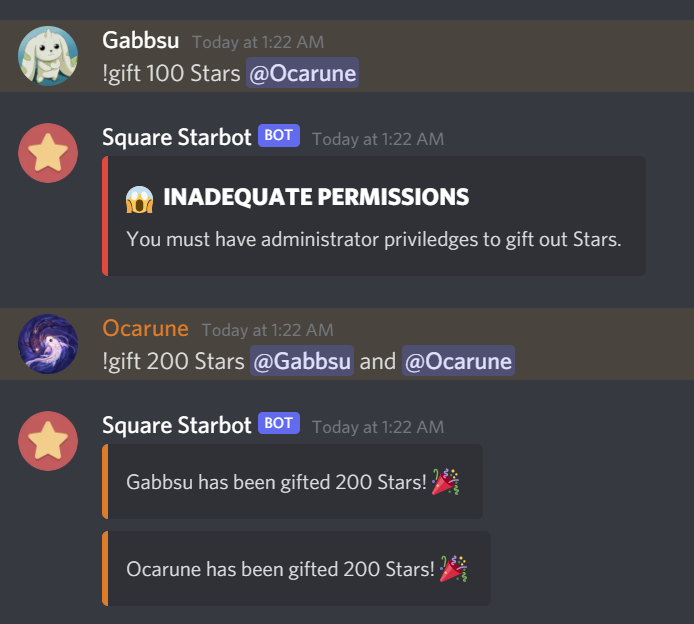 Gabbsu Today at 1:22 AM
!gift 100 Stars @Ocarune
Square Starbot BOT Today at 1:22 AM
INADEQUATE PERMISSIONS
You must have administrator priviledges to gift out Stars.
Ocarune Today at 1:22 AM
!gift 200 Stars @Gabbsu and @Ocarune
Square Starbot BOT Today at 1:22 AM
Gabbsu has been gifted 200 Stars!
Ocarune has been gifted 200 Stars!